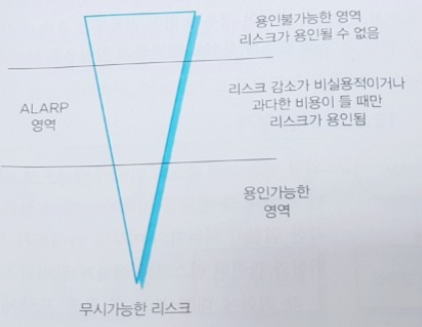 용인불가능한 영역
리스크가 용인될 수 없음
리스크 감소가 비실용적이거나
과다한 비용이 들 때만
리스크가 용인됨
ALARP
영역
용인가능한
영역
무시가능한 리스크